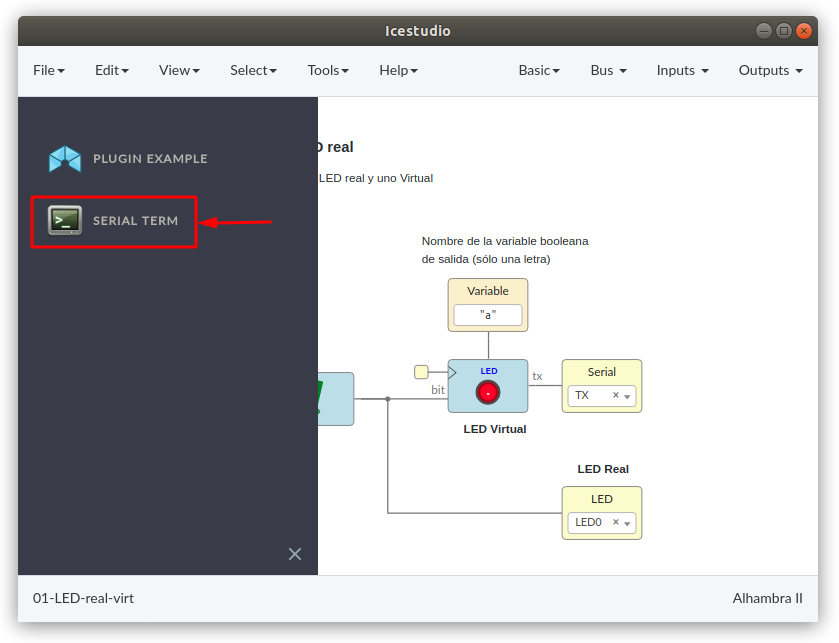 Icestudio
File Edit View Select Tools Help Basic Bus Inputs Outputs
PLUGIN EXAMPLE
SERIAL TERM
real
LED real y uno Virtual
Nombre de la variable booleana
de salida (sólo una letra)
Variable
"a"
LED
bit
tx
Serial
TX
LED Virtual
LED Real
LED
LED0
01-LED-real-virt
Alhambra II